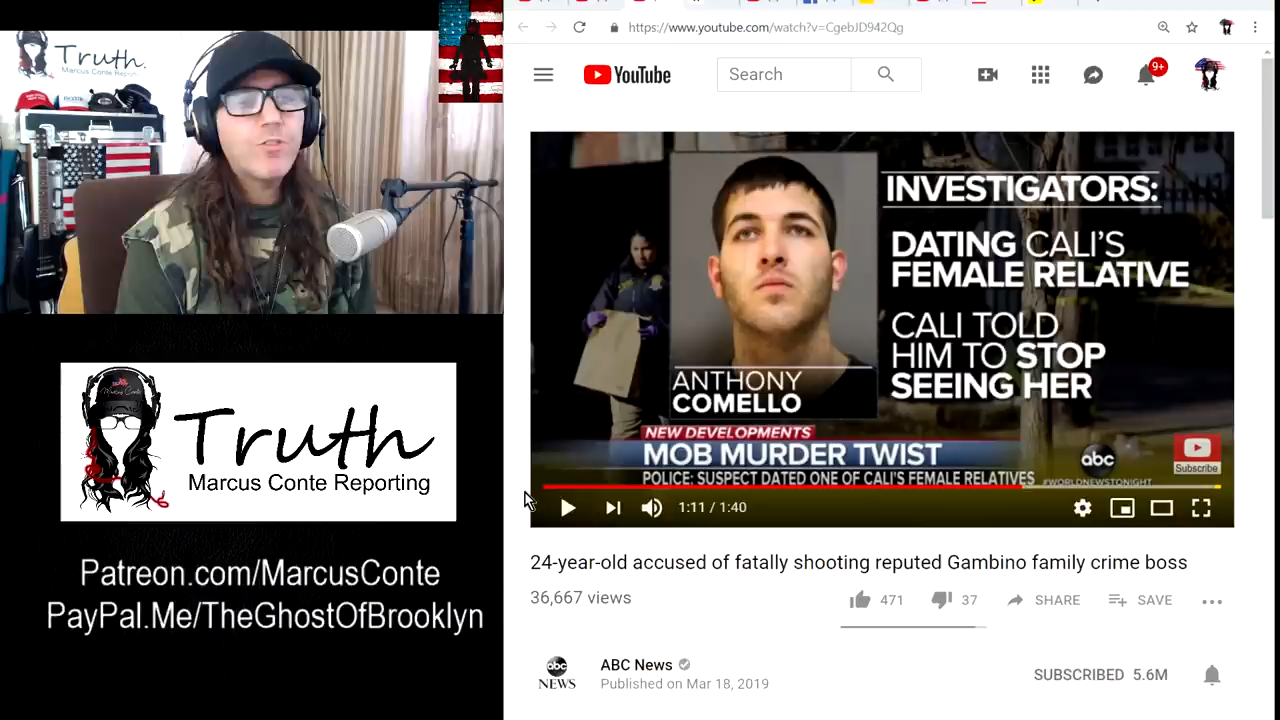 Truth.
Marcus Conte Reporting
https://www.youtube.com/watch?v=CgebJD942Qg
YouTube
Search
9+
INVESTIGATORS:
DATING CALI'S
FEMALE RELATIVE
CALI TOLD
HIM TO STOP
SEEING HER
ANTHONY
COMELLO
NEW DEVELOPMENTS
MOB MURDER TWIST
POLICE: SUSPECT DATED ONE OF CALI'S FEMALE RELATIVES
abc
#WORLDNEWSTONIGHT
Subscribe
1:11 / 1:40
24-year-old accused of fatally shooting reputed Gambino family crime boss
36,667 views
471
37
SHARE
SAVE
abc
NEWS
ABC News
Published on Mar 18, 2019
SUBSCRIBED 5.6M
Truth
Marcus Conte Reporting
Patreon.com/MarcusConte
PayPal.Me/TheGhostOfBrooklyn